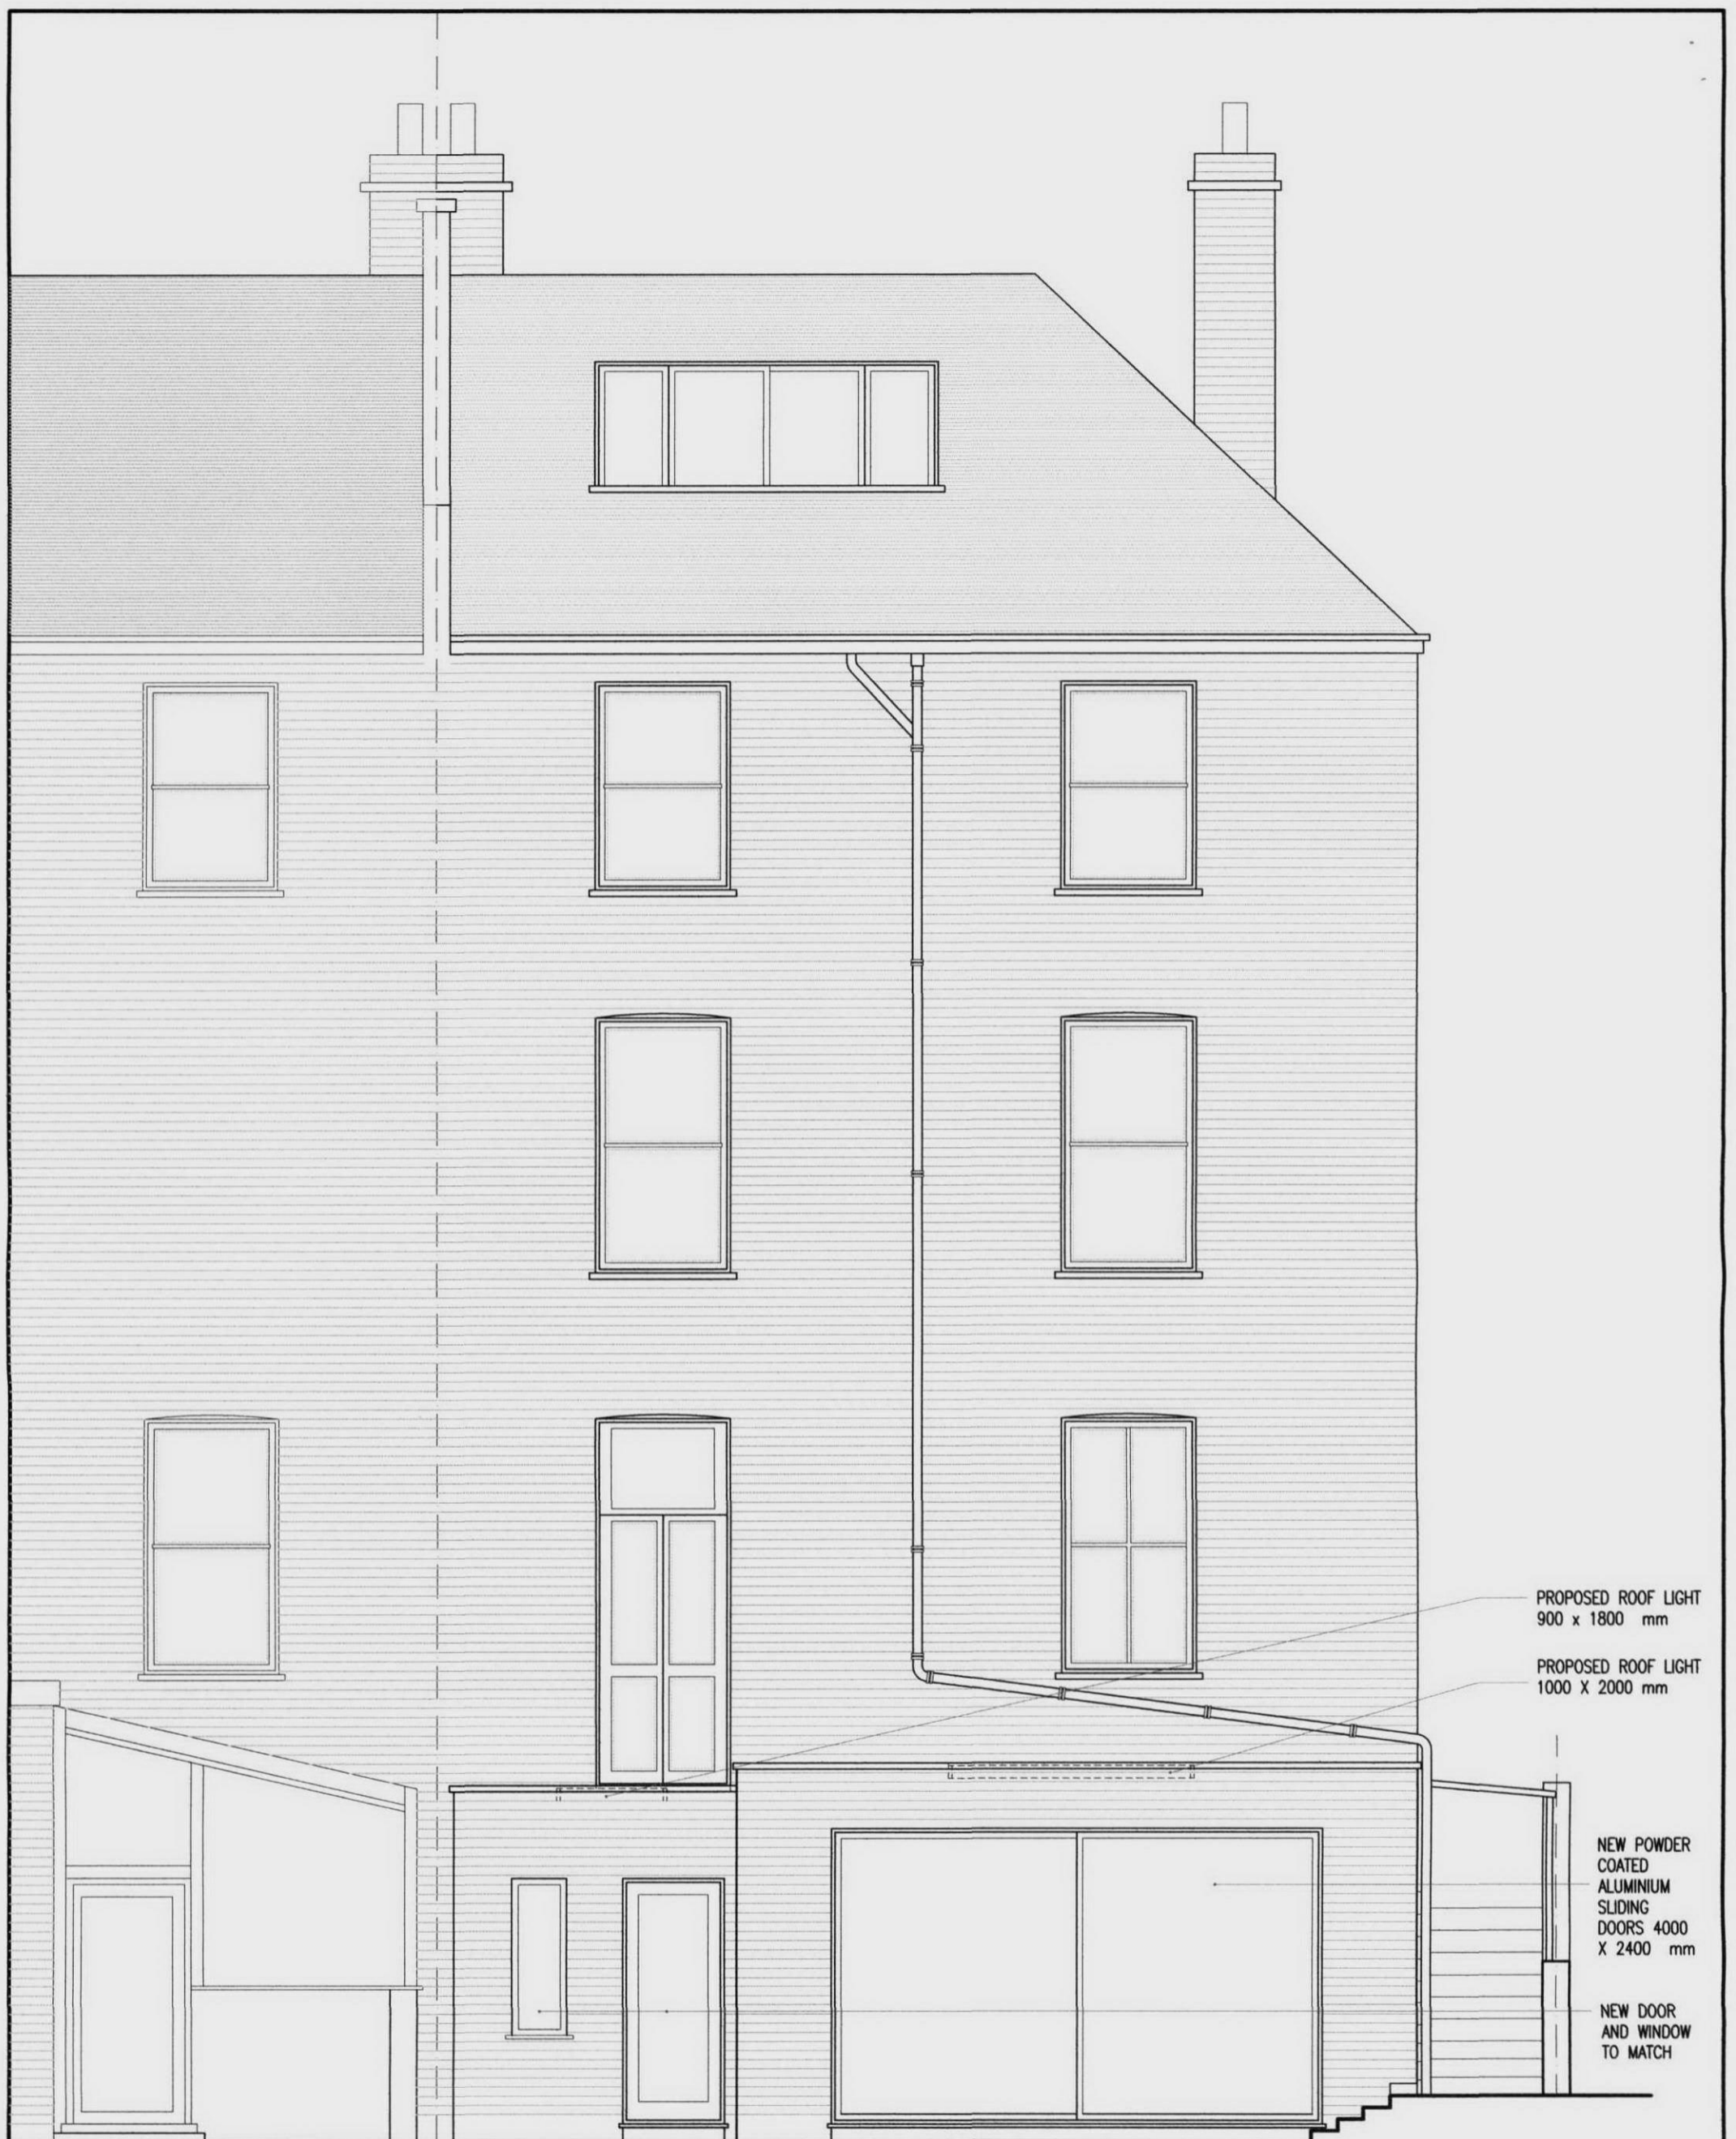 PROPOSED ROOF LIGHT
900 x 1800 mm
PROPOSED ROOF LIGHT
1000 X 2000 mm
NEW POWDER
COATED
ALUMINIUM
SLIDING
DOORS 4000
X 2400 mm
NEW DOOR
AND WINDOW
TO MATCH